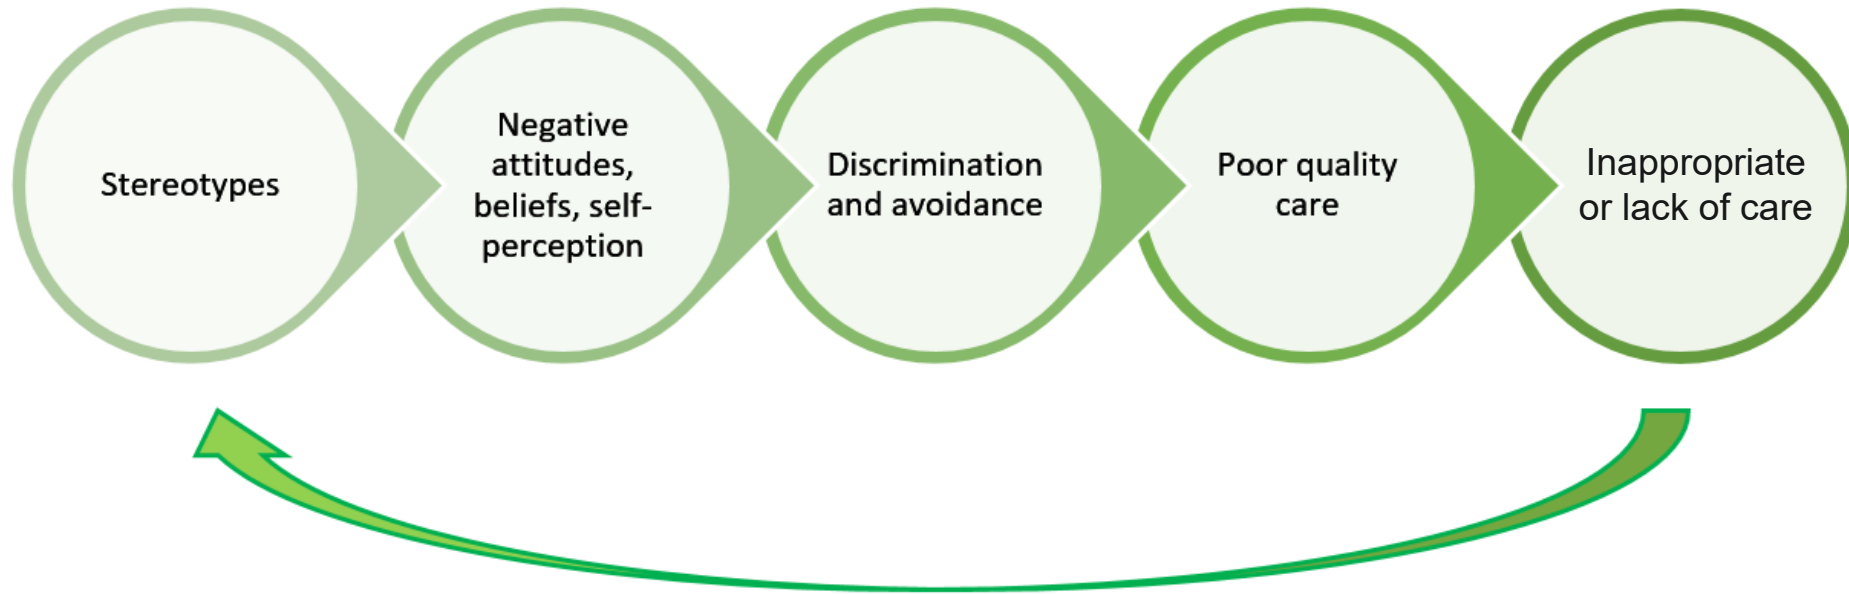 Stereotypes
Negative
attitudes,
beliefs, self-
perception
Discrimination
and avoidance
Poor quality
care
Inappropriate
or lack of care